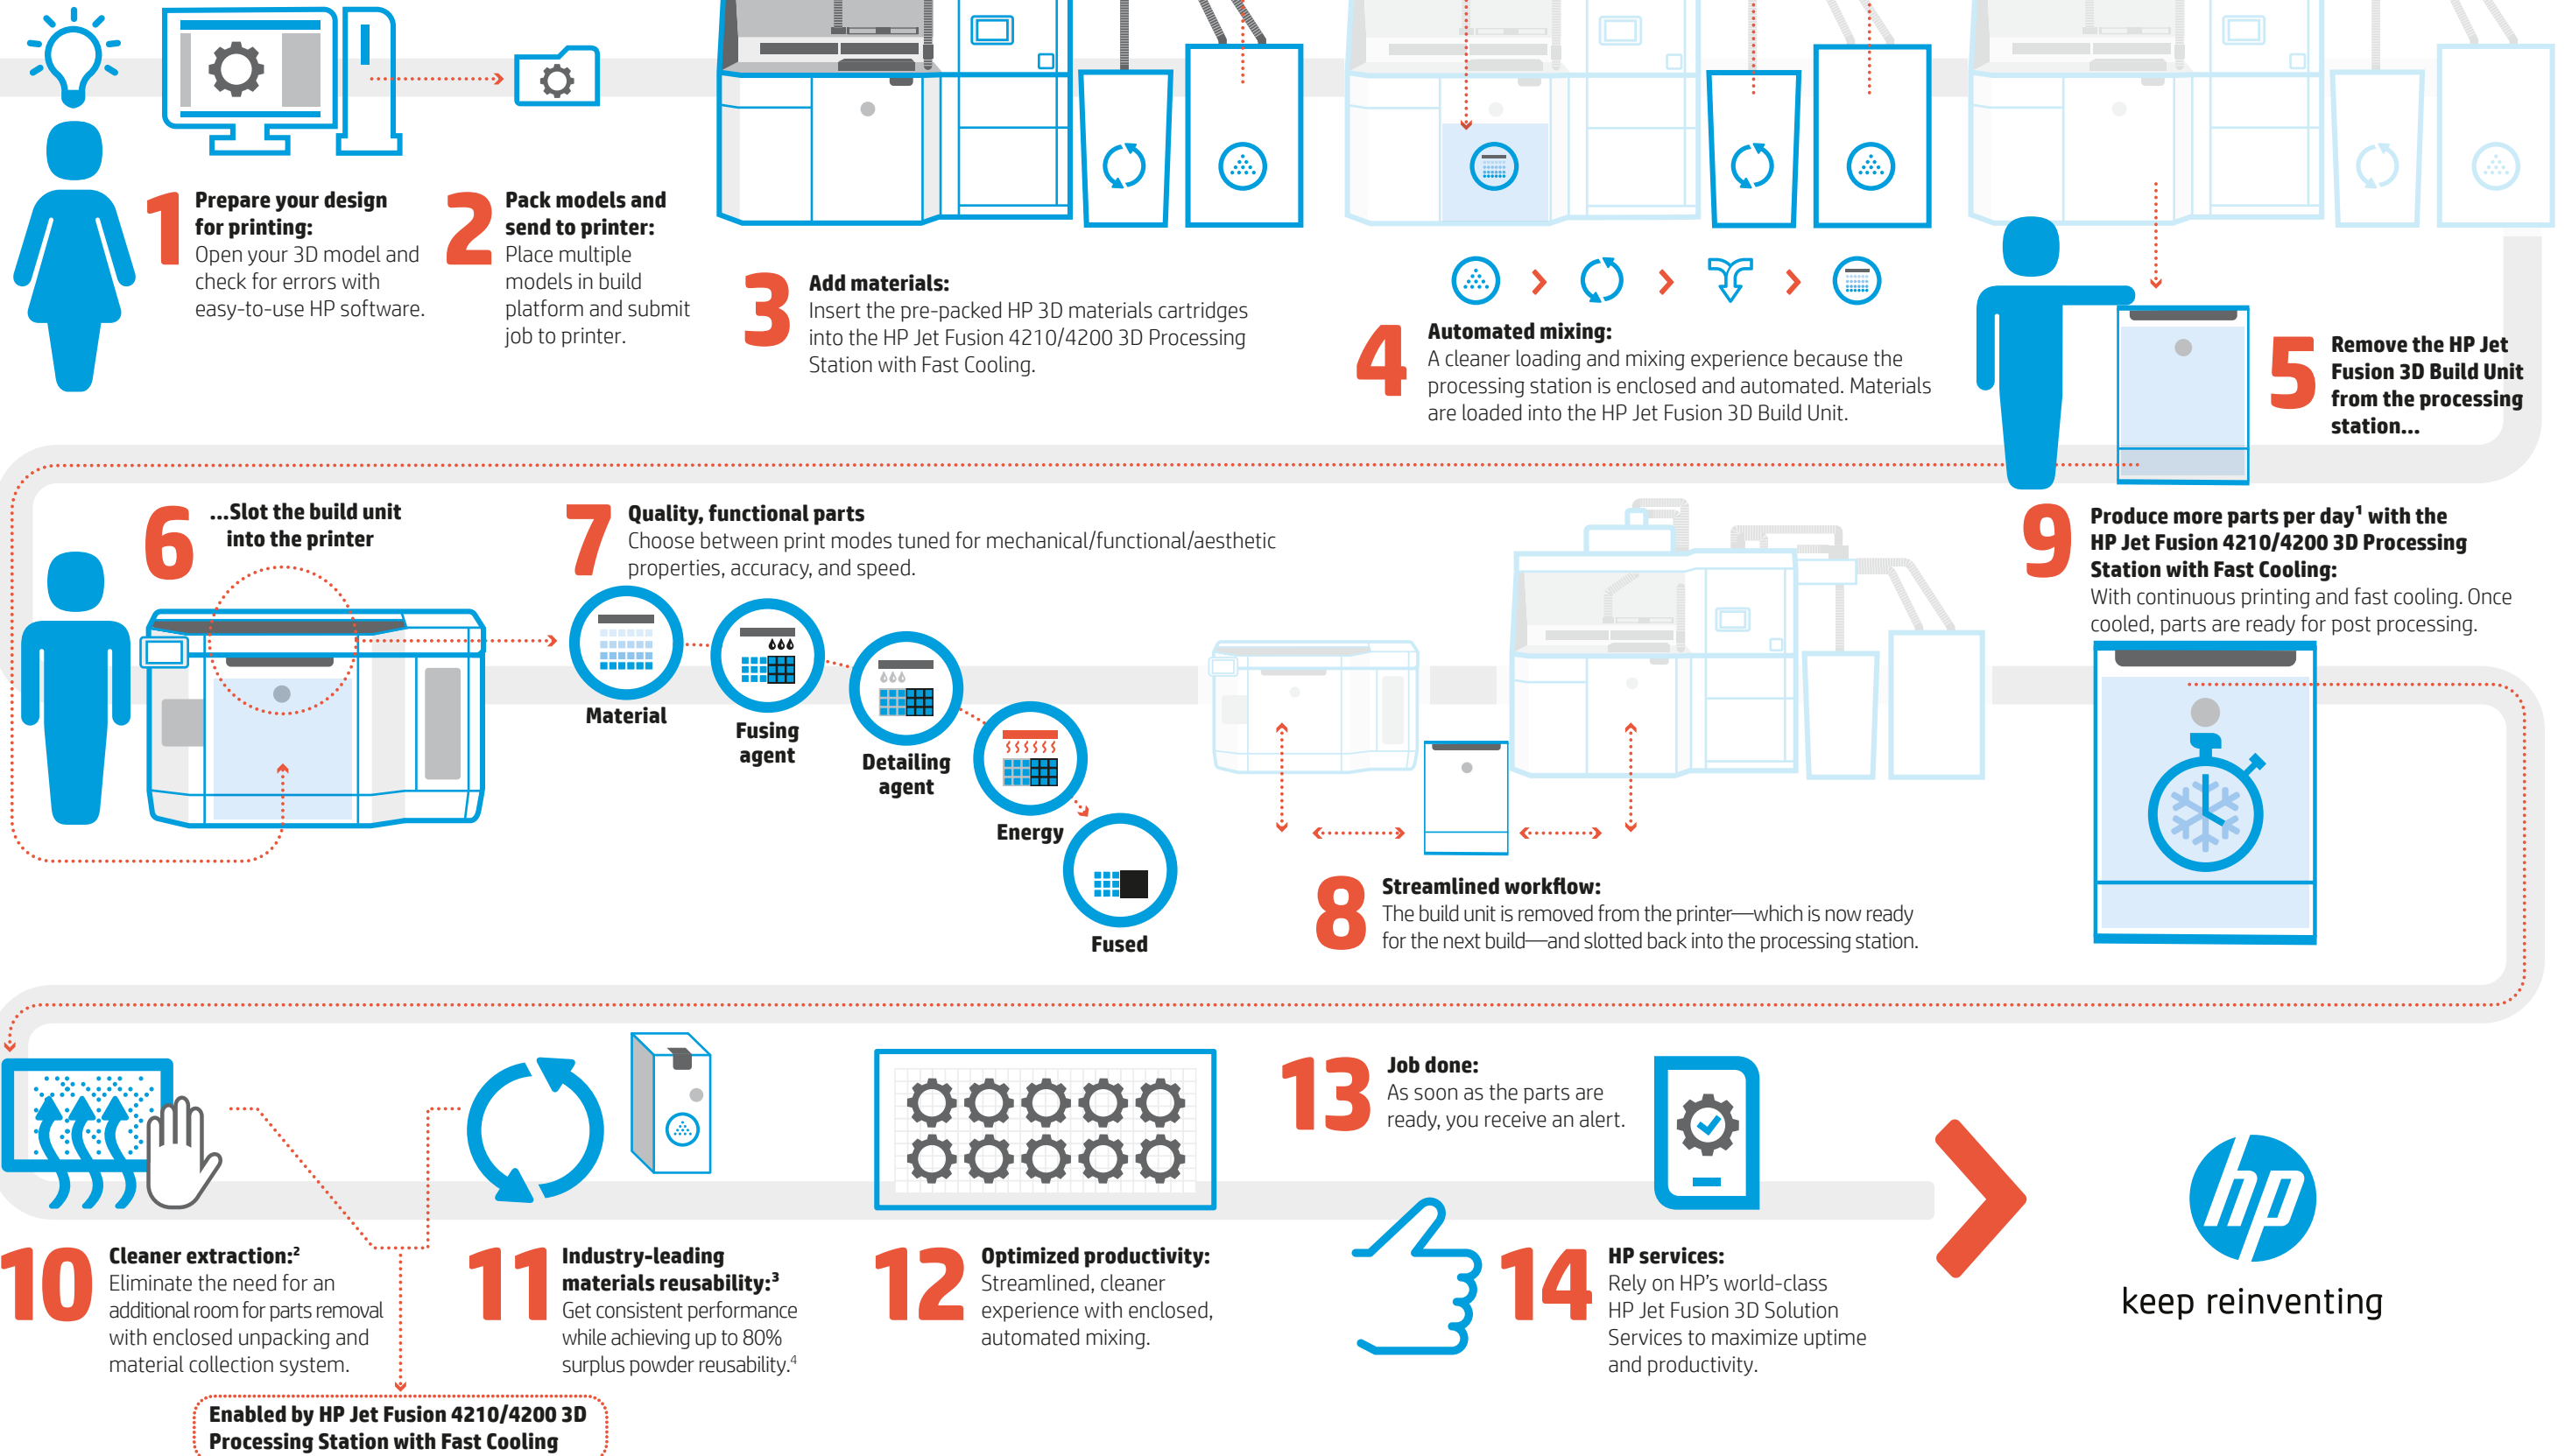 1
Prepare your design
for printing:
Open your 3D model and
check for errors with
easy-to-use HP software.
2
Pack models and
send to printer:
Place multiple
models in build
platform and submit
job to printer.
3
Add materials:
Insert the pre-packed HP 3D materials cartridges
into the HP Jet Fusion 4210/4200 3D Processing
Station with Fast Cooling.
4
Automated mixing:
A cleaner loading and mixing experience because the
processing station is enclosed and automated. Materials
are loaded into the HP Jet Fusion 3D Build Unit.
5
Remove the HP Jet
Fusion 3D Build Unit
from the processing
station...
6
...Slot the build unit
into the printer
7
Quality, functional parts
Choose between print modes tuned for mechanical/functional/aesthetic
properties, accuracy, and speed.
Material
Fusing
agent
Detailing
agent
Energy
Fused
8
Streamlined workflow:
The build unit is removed from the printer—which is now ready
for the next build—and slotted back into the processing station.
9
Produce more parts per day¹ with the
HP Jet Fusion 4210/4200 3D Processing
Station with Fast Cooling:
With continuous printing and fast cooling. Once
cooled, parts are ready for post processing.
10
Cleaner extraction:²
Eliminate the need for an
additional room for parts removal
with enclosed unpacking and
material collection system.
11
Industry-leading
materials reusability:³
Get consistent performance
while achieving up to 80%
surplus powder reusability.⁴
Enabled by HP Jet Fusion 4210/4200 3D
Processing Station with Fast Cooling
12
Optimized productivity:
Streamlined, cleaner
experience with enclosed,
automated mixing.
13
Job done:
As soon as the parts are
ready, you receive an alert.
14
HP services:
Rely on HP's world-class
HP Jet Fusion 3D Solution
Services to maximize uptime
and productivity.
hp
keep reinventing